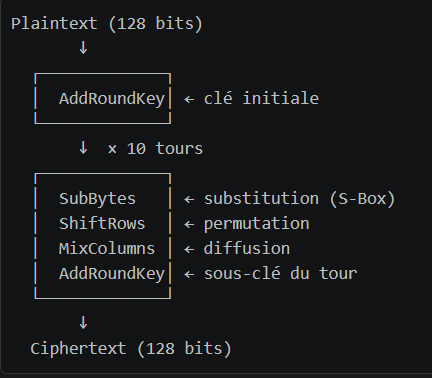 Plaintext (128 bits)
↓
AddRoundKey ← clé initiale
↓ × 10 tours
SubBytes ← substitution (S-Box)
ShiftRows ← permutation
MixColumns ← diffusion
AddRoundKey ← sous-clé du tour
↓
Ciphertext (128 bits)